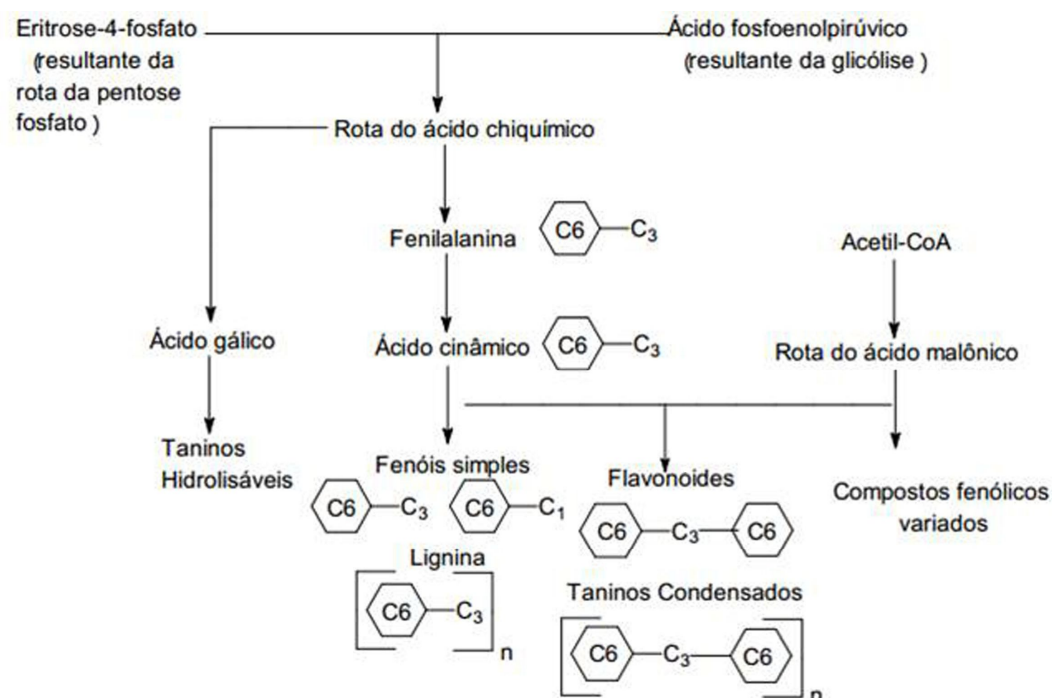 Eritrose-4-fosfato
(resultante da
rota da pentose
fosfato )
Ácido fosfoenolpirúvico
(resultante da glicólise )
Rota do ácido chiquímico
Fenilalanina
C6
C3
Acetil-CoA
Ácido gálico
Ácido cinâmico
C6
C3
Rota do ácido malônico
Taninos
Hidrolisáveis
Fenóis simples
C6
C3
C6
C1
Flavonoides
C6
C3
C6
Compostos fenólicos
variados
Lignina
C6
C3
n
Taninos Condensados
C6
C3
C6
n